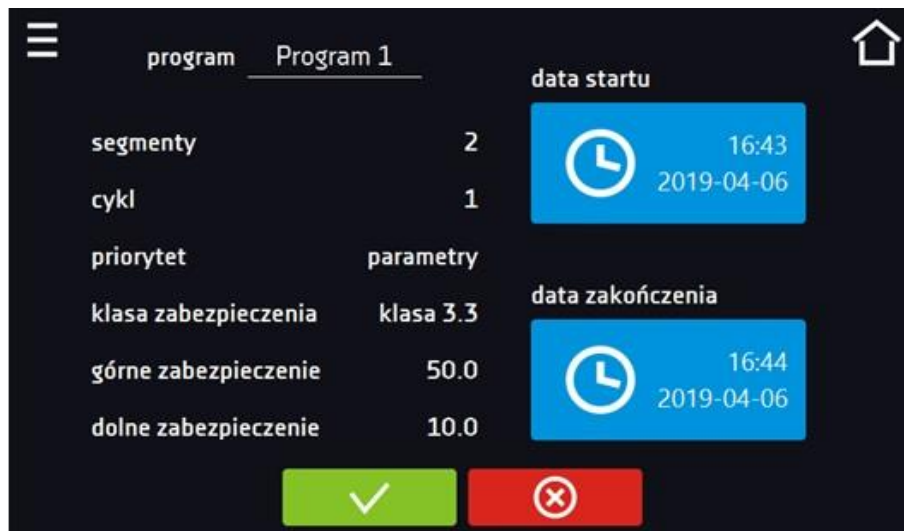 program Program 1
segmenty 2
cykl 1
priorytet parametry
klasa zabezpieczenia klasa 3.3
górne zabezpieczenie 50.0
dolne zabezpieczenie 10.0
data startu
16:43
2019-04-06
data zakończenia
16:44
2019-04-06